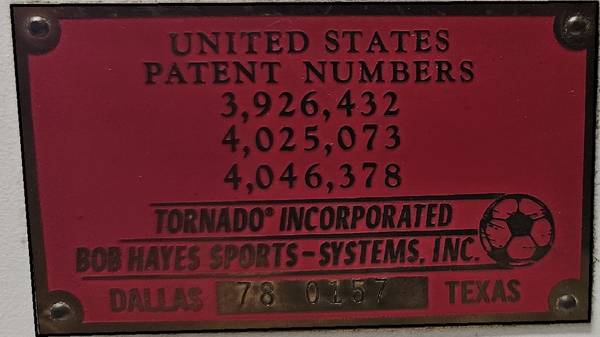 UNITED STATES
PATENT NUMBERS
3,926,432
4,025,073
4,046,378
TORNADO® INCORPORATED
BOB HAYES SPORTS-SYSTEMS, INC.
DALLAS 78 0157 TEXAS